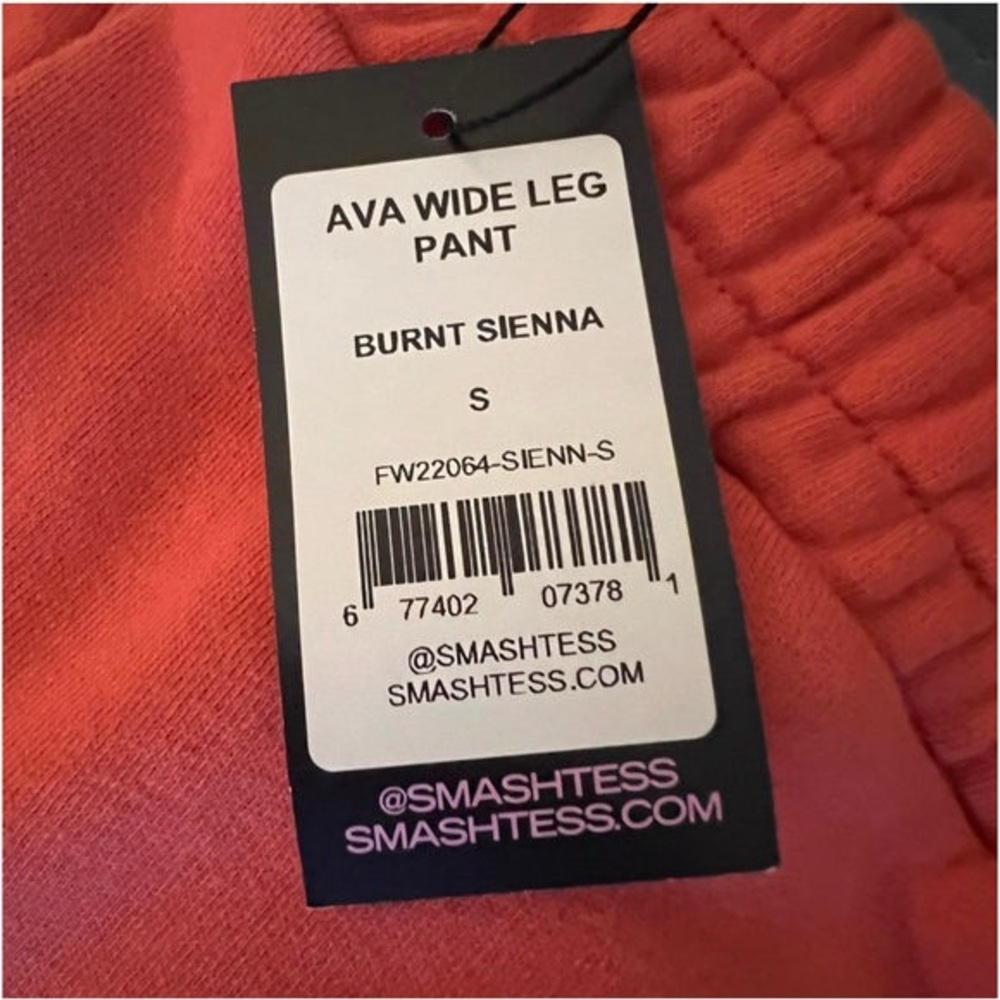 AVA WIDE LEG
PANT
BURNT SIENNA
S
FW22064-SIENN-S
6 77402 07378 1
@SMASHTESS
SMASHTESS.COM
@SMASHTESS
SMASHTESS.COM